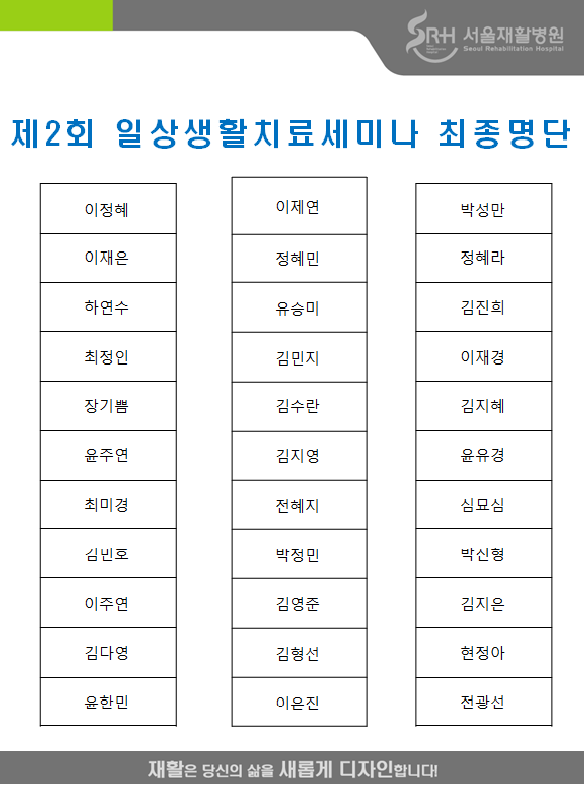 SRH 서울재활병원
Seoul Rehabilitation Hospital
제2회 일상생활치료세미나 최종명단
이정혜
이재은
하연수
최정인
장기쁨
윤주연
최미경
김빈호
이주연
김다영
윤한민
이제연
정혜민
유승미
김민지
김수란
김지영
전혜지
박정민
김영준
김형선
이은진
박성만
정혜라
김진희
이재경
김지혜
윤유경
심묘심
박신형
김지은
현정아
전광선
재활은 당신의 삶을 새롭게 디자인합니다!